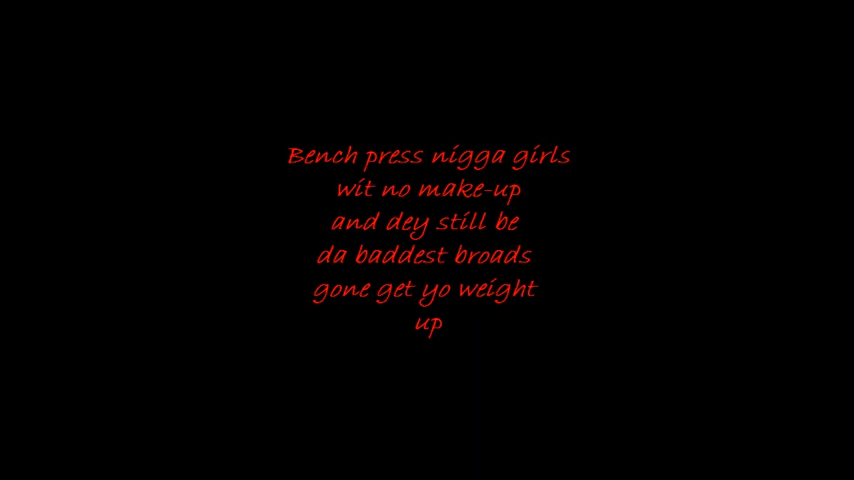 Bench press nigga girls
wit no make-up
and dey still be
da baddest broads
gone get yo weight
up